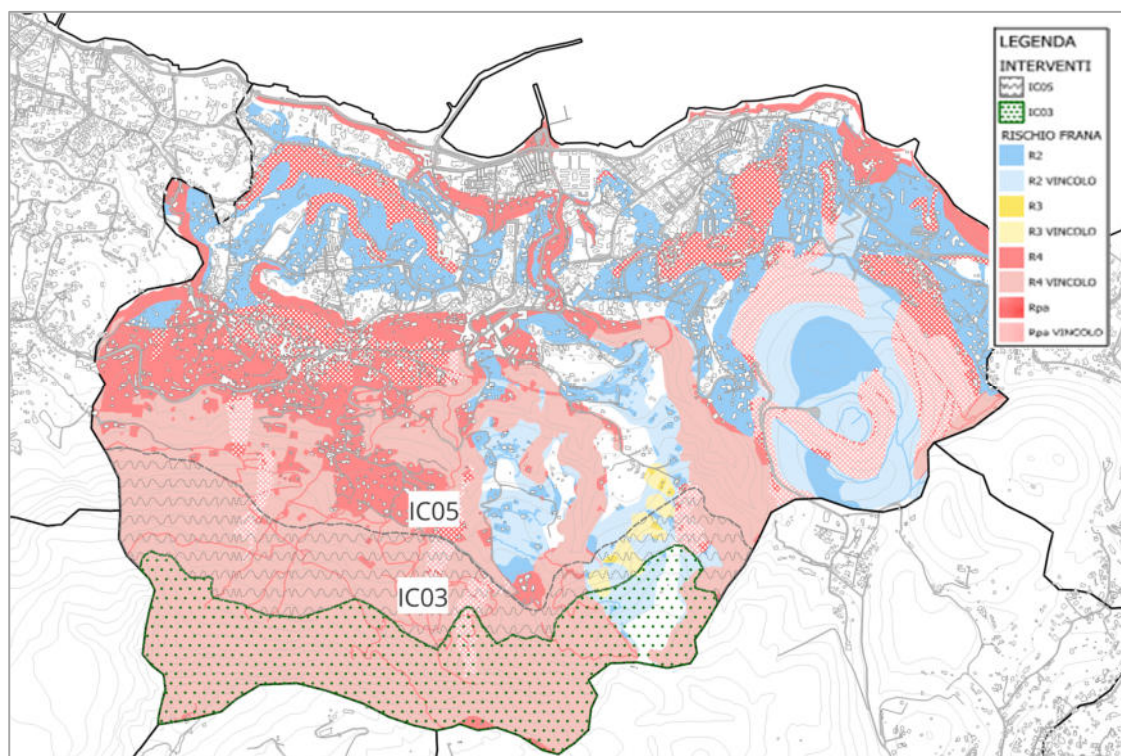 LEGENDA
INTERVENTI
IC05
IC03
RISCHIO FRANA
R2
R2 VINCOLO
R3
R3 VINCOLO
R4
R4 VINCOLO
Rpa
Rpa VINCOLO
IC05
IC03